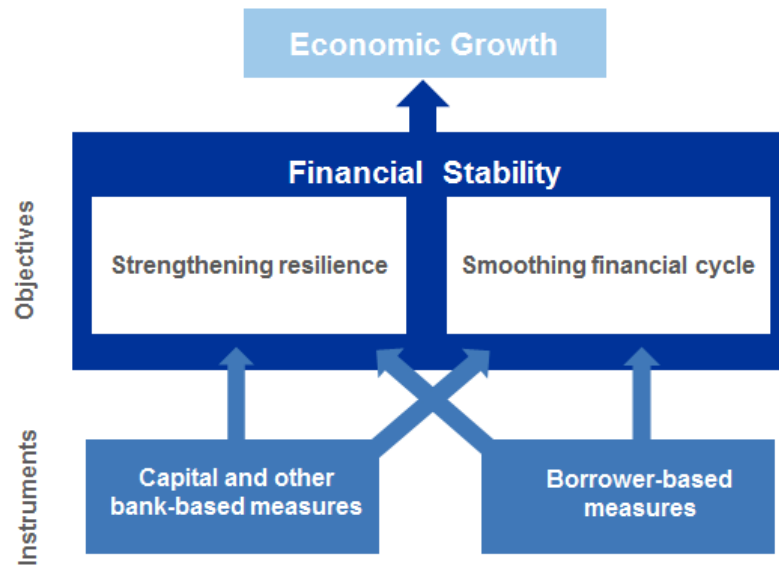 Economic Growth
Financial Stability
Objectives
Strengthening resilience
Smoothing financial cycle
Instruments
Capital and other
bank-based measures
Borrower-based
measures